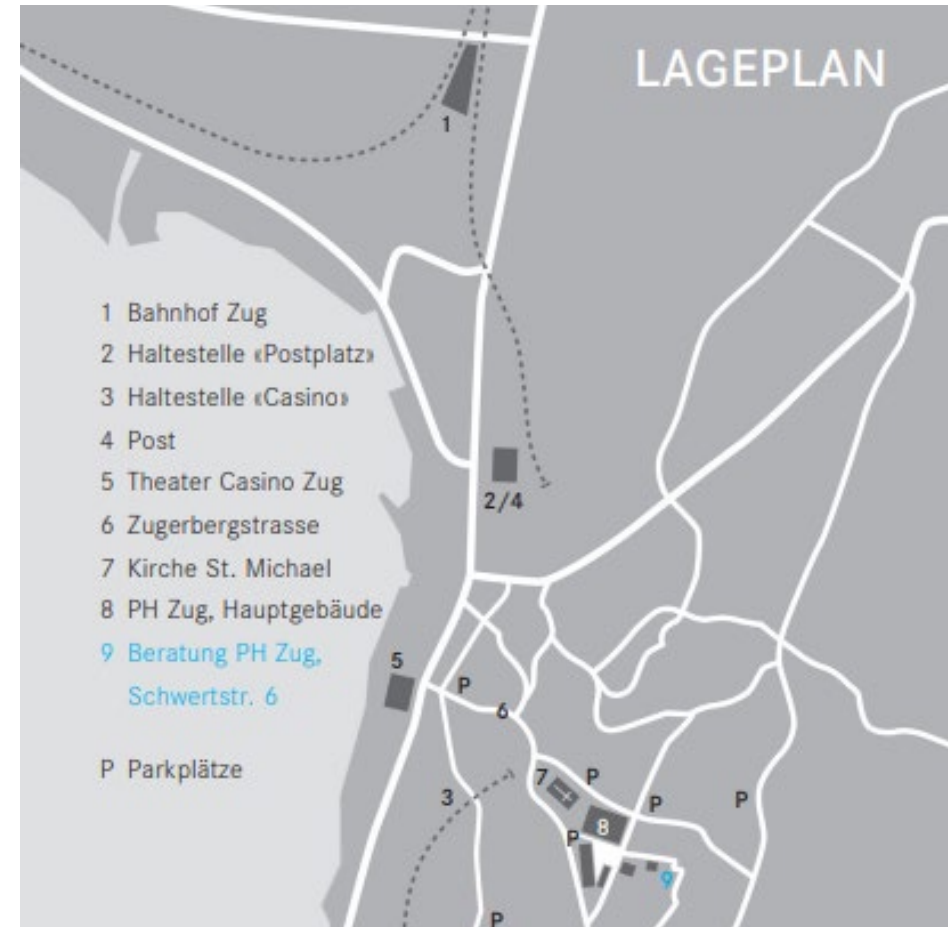 LAGEPLAN
1
1 Bahnhof Zug
2 Haltestelle «Postplatz»
3 Haltestelle «Casino»
4 Post
5 Theater Casino Zug
6 Zugerbergstrasse
7 Kirche St. Michael
8 PH Zug, Hauptgebäude
9 Beratung PH Zug,
Schwertstr. 6
P Parkplätze
2/4
5
P
6
7
P
3
P
P
8
P
9
P